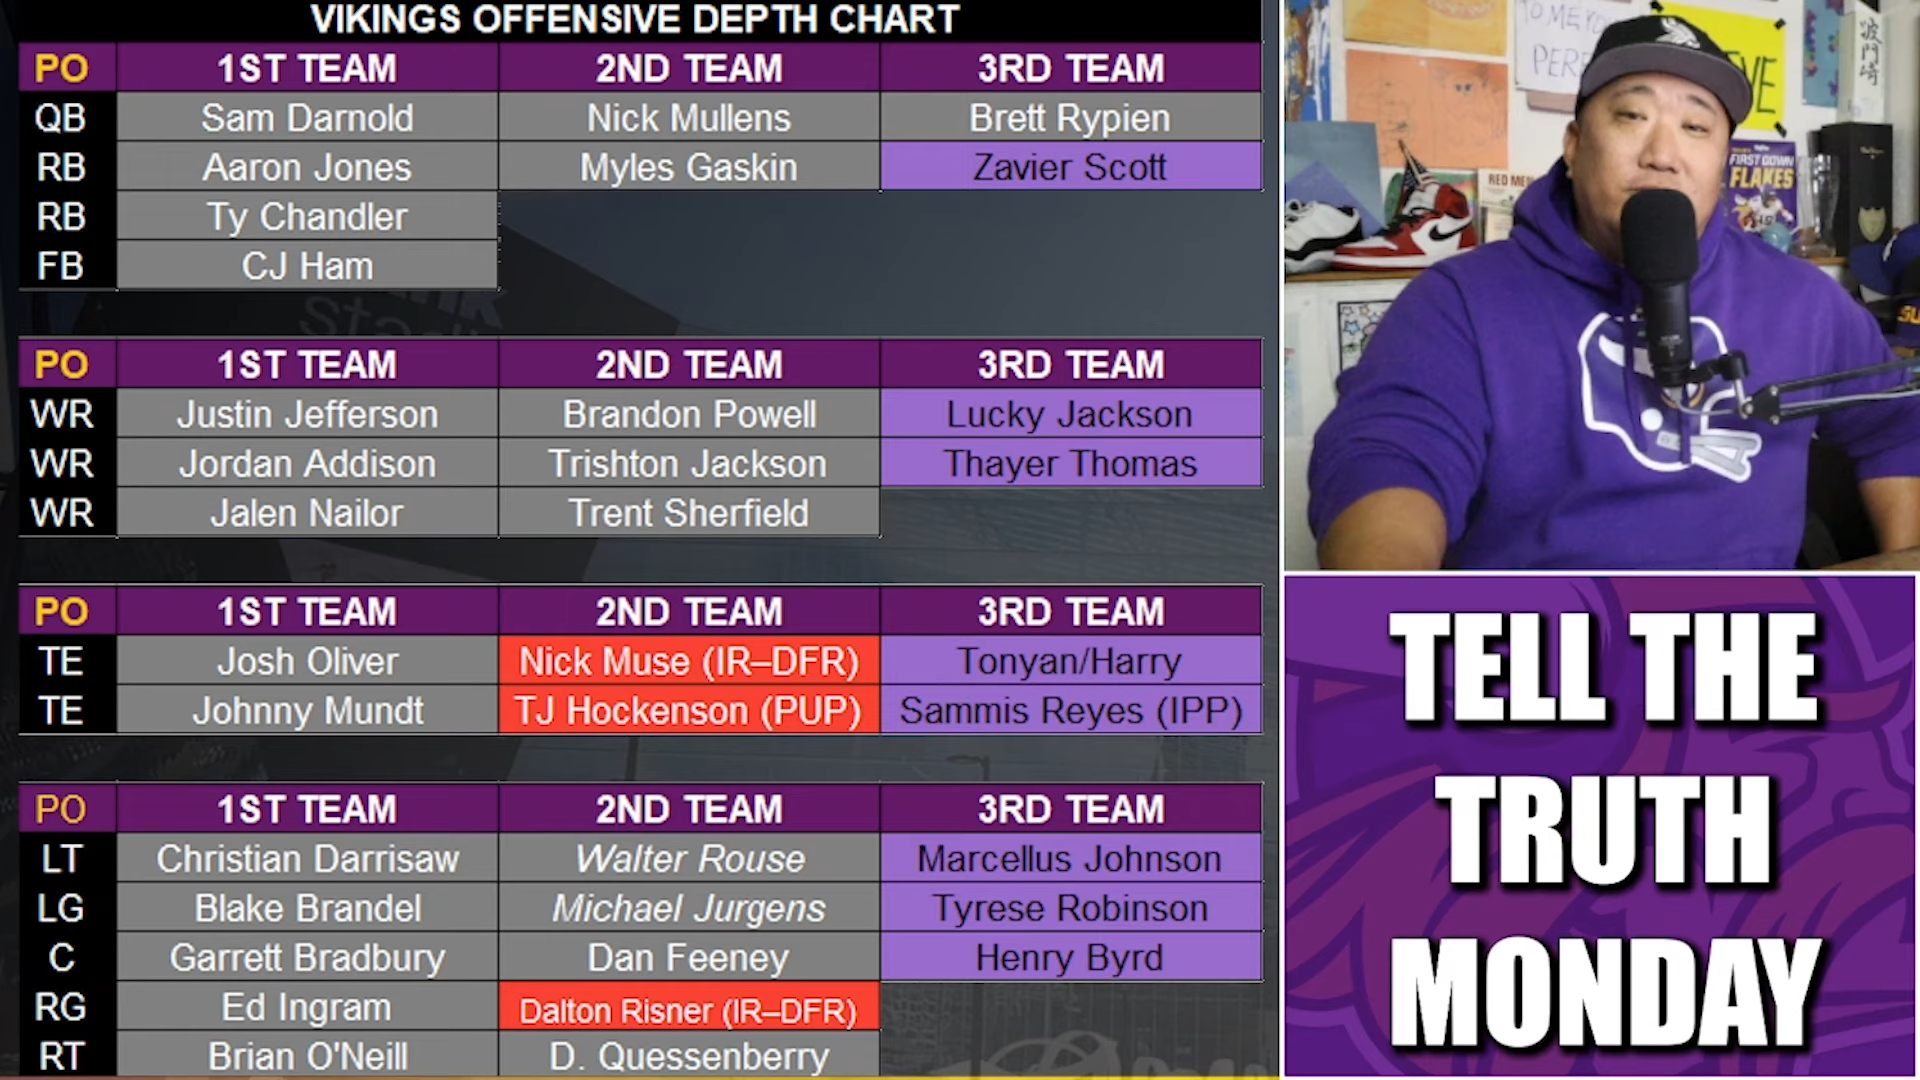 VIKINGS OFFENSIVE DEPTH CHART
PO 1ST TEAM 2ND TEAM 3RD TEAM
QB Sam Darnold Nick Mullens Brett Rypien
RB Aaron Jones Myles Gaskin Zavier Scott
RB Ty Chandler
FB CJ Ham
PO 1ST TEAM 2ND TEAM 3RD TEAM
WR Justin Jefferson Brandon Powell Lucky Jackson
WR Jordan Addison Trishton Jackson Thayer Thomas
WR Jalen Nailor Trent Sherfield
PO 1ST TEAM 2ND TEAM 3RD TEAM
TE Josh Oliver Nick Muse (IR–DFR) Tonyan/Harry
TE Johnny Mundt TJ Hockenson (PUP) Sammis Reyes (IPP)
PO 1ST TEAM 2ND TEAM 3RD TEAM
LT Christian Darrisaw Walter Rouse Marcellus Johnson
LG Blake Brandel Michael Jurgens Tyrese Robinson
C Garrett Bradbury Dan Feeney Henry Byrd
RG Ed Ingram Dalton Risner (IR–DFR)
RT Brian O'Neill D. Quessenberry
TO ME
FIRST DOWN
FLAKES
RED
TELL THE
TRUTH
MONDAY